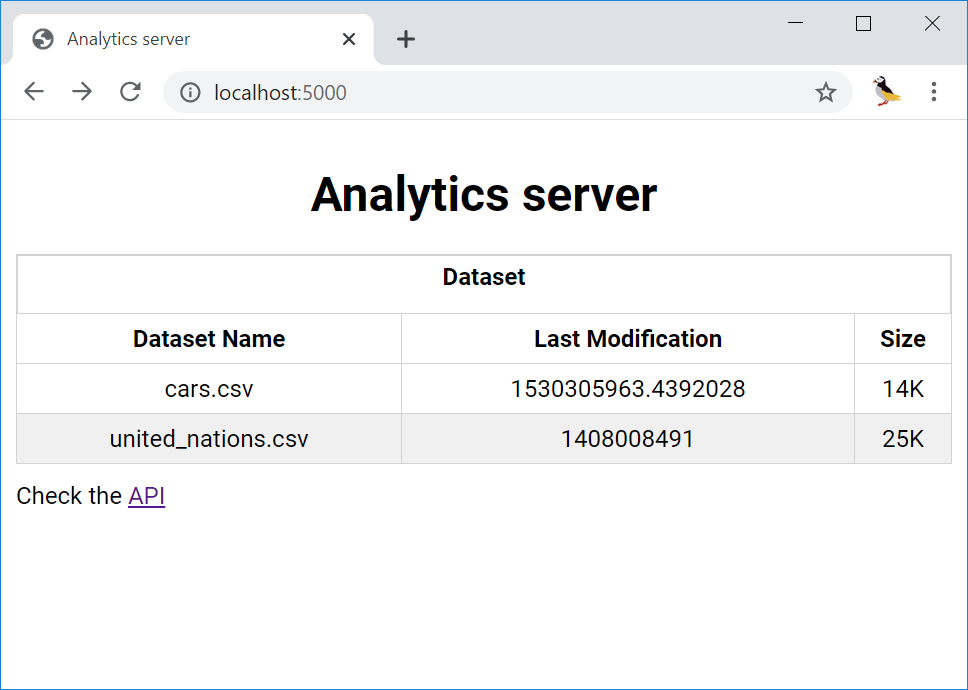 Analytics server
localhost:5000
Analytics server
Dataset
Dataset Name Last Modification Size
cars.csv 1530305963.4392028 14K
united_nations.csv 1408008491 25K
Check the API